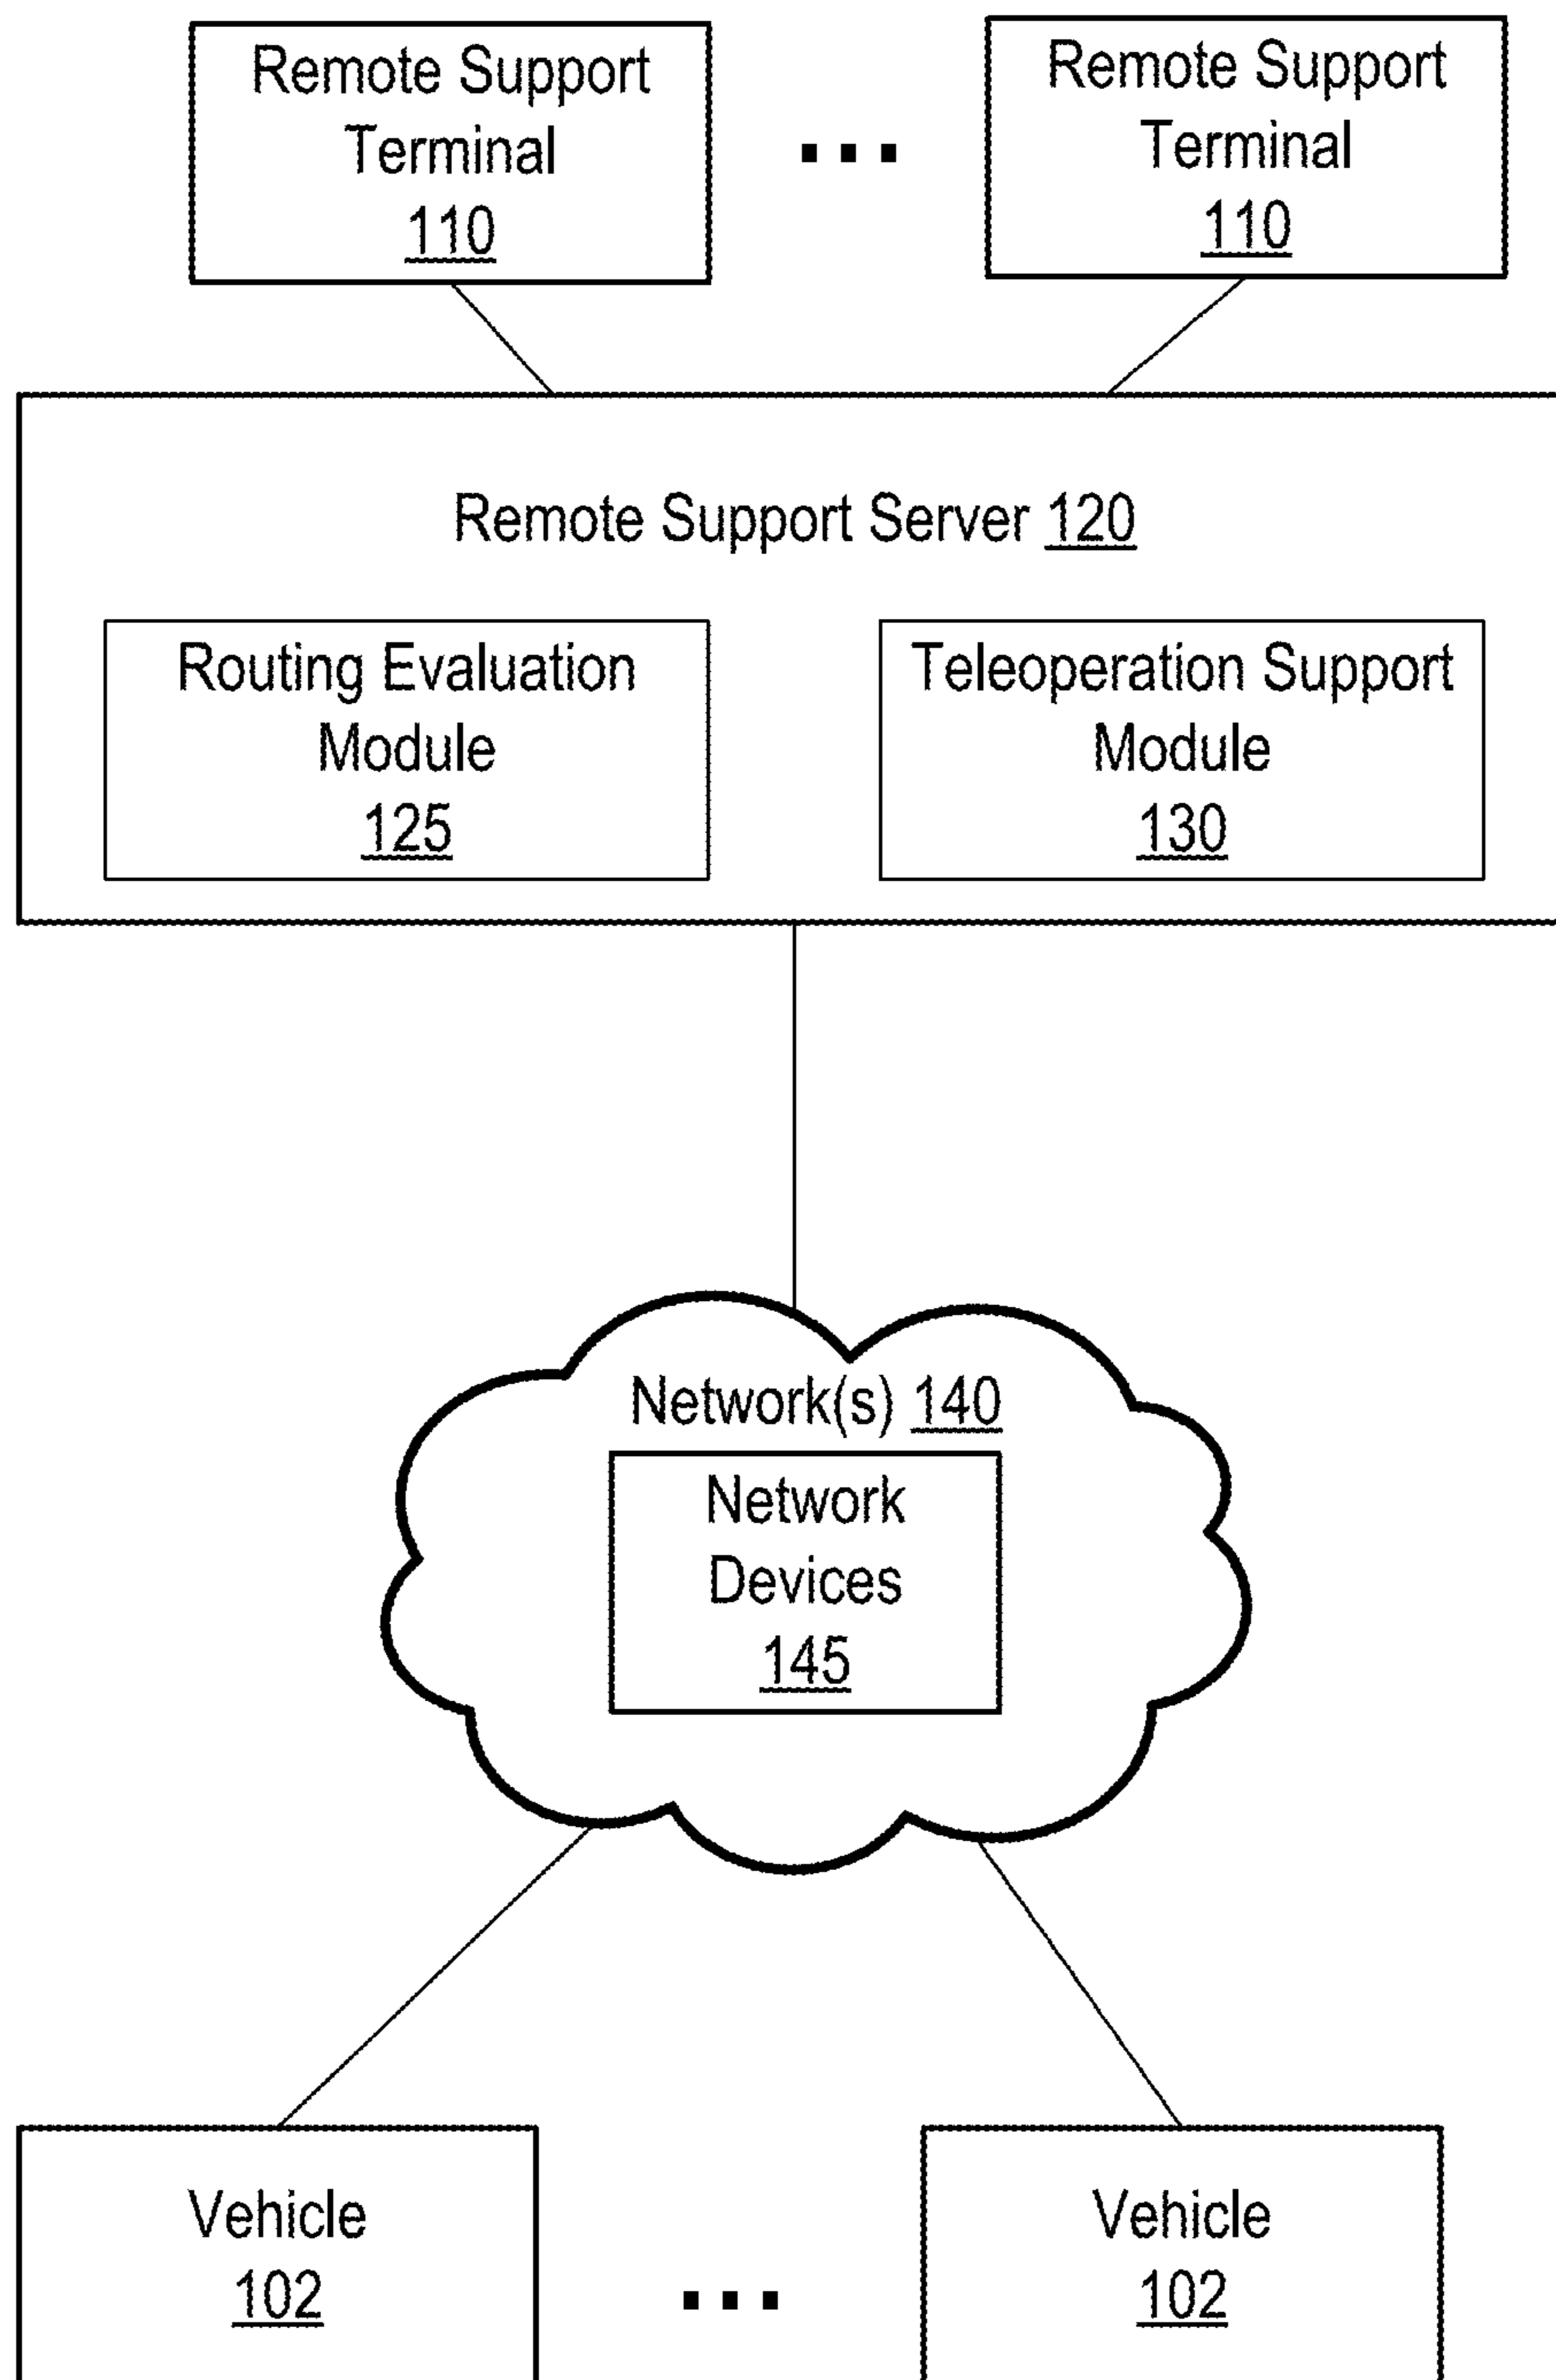 Remote Support
Terminal
110
...
Remote Support
Terminal
110
Remote Support Server 120
Routing Evaluation
Module
125
Teleoperation Support
Module
130
Network(s) 140
Network
Devices
145
Vehicle
102
...
Vehicle
102